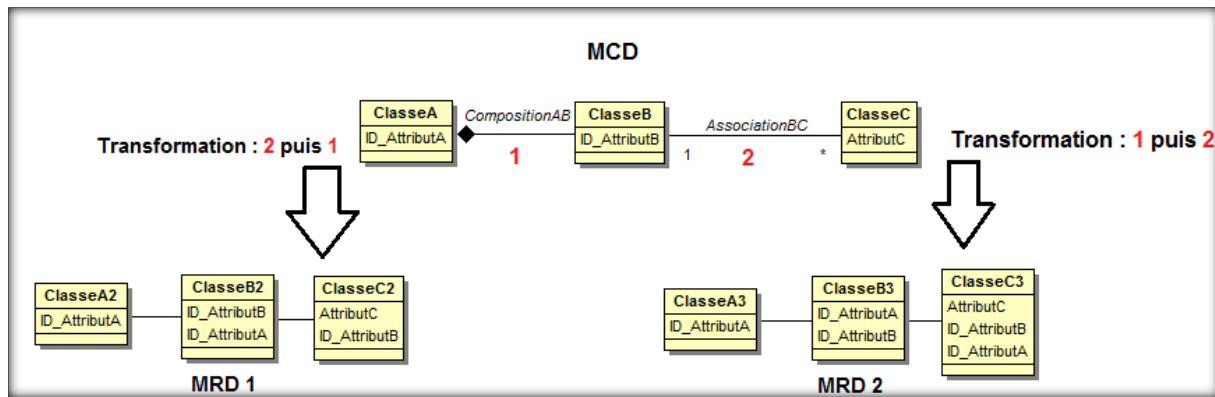 MCD
ClasseA
ID_AttributA
CompositionAB
1
ClasseB
ID_AttributB
AssociationBC
1
2
*
ClasseC
AttributC
Transformation : 2 puis 1
Transformation : 1 puis 2
ClasseA2
ID_AttributA
ClasseB2
ID_AttributB
ID_AttributA
ClasseC2
AttributC
ID_AttributB
MRD 1
ClasseA3
ID_AttributA
ClasseB3
ID_AttributA
ID_AttributB
ClasseC3
AttributC
ID_AttributB
ID_AttributA
MRD 2